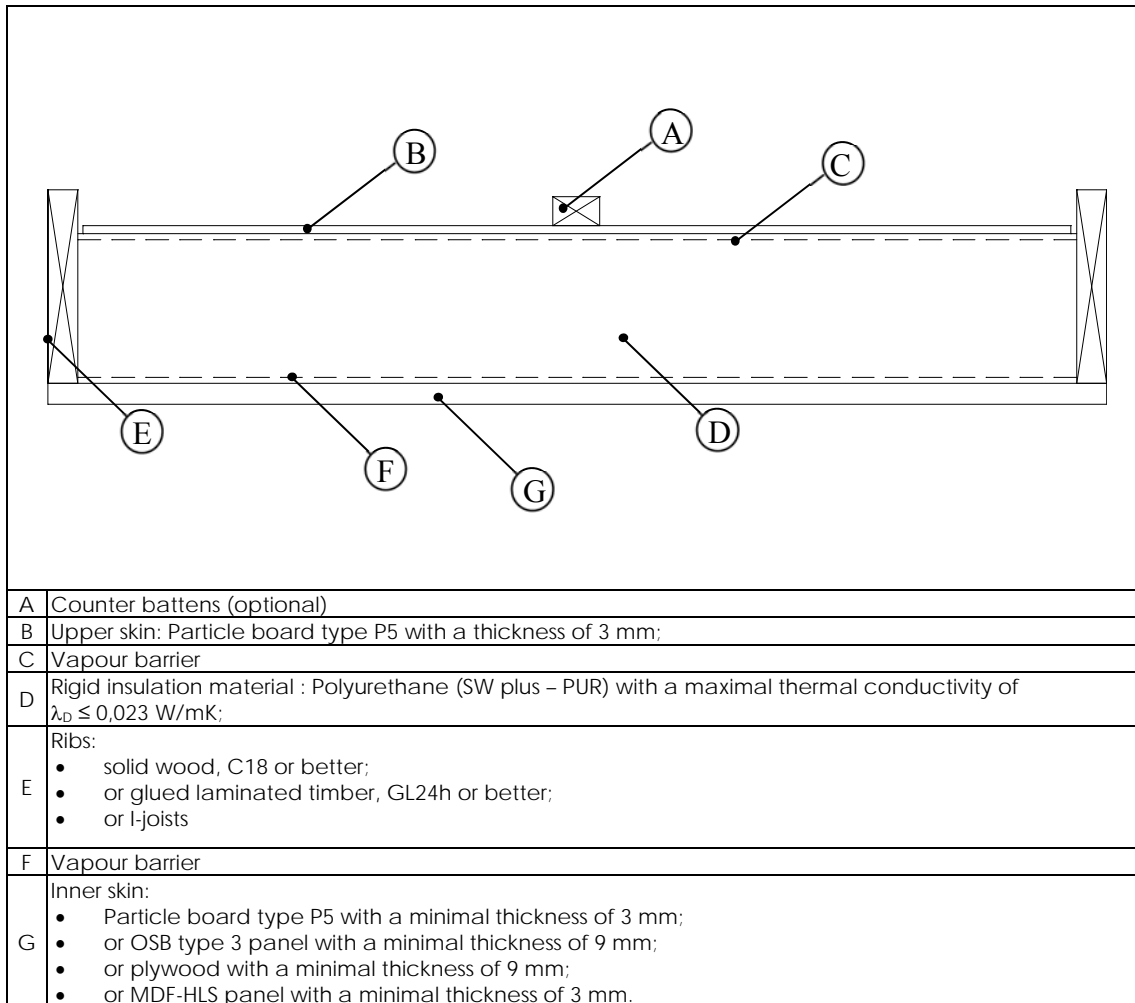 A
B
C
E
D
F
G
A Counter battens (optional)
B Upper skin: Particle board type P5 with a thickness of 3 mm;
C Vapour barrier
D Rigid insulation material : Polyurethane (SW plus – PUR) with a maximal thermal conductivity of
λD ≤ 0,023 W/mK;
E Ribs:
• solid wood, C18 or better;
• or glued laminated timber, GL24h or better;
• or I-joists
F Vapour barrier
G Inner skin:
• Particle board type P5 with a minimal thickness of 3 mm;
• or OSB type 3 panel with a minimal thickness of 9 mm;
• or plywood with a minimal thickness of 9 mm;
• or MDF-HLS panel with a minimal thickness of 3 mm.